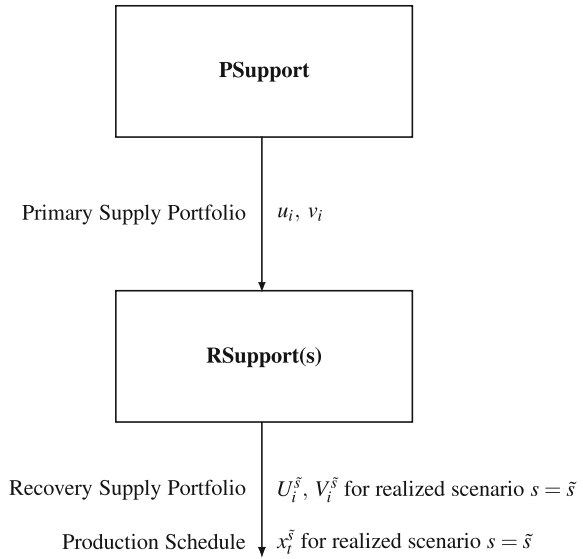 PSupport
Primary Supply Portfolio u_i, v_i
RSupport(s)
Recovery Supply Portfolio U_i^s̃, V_i^s̃ for realized scenario s = s̃
Production Schedule x_t^s̃ for realized scenario s = s̃